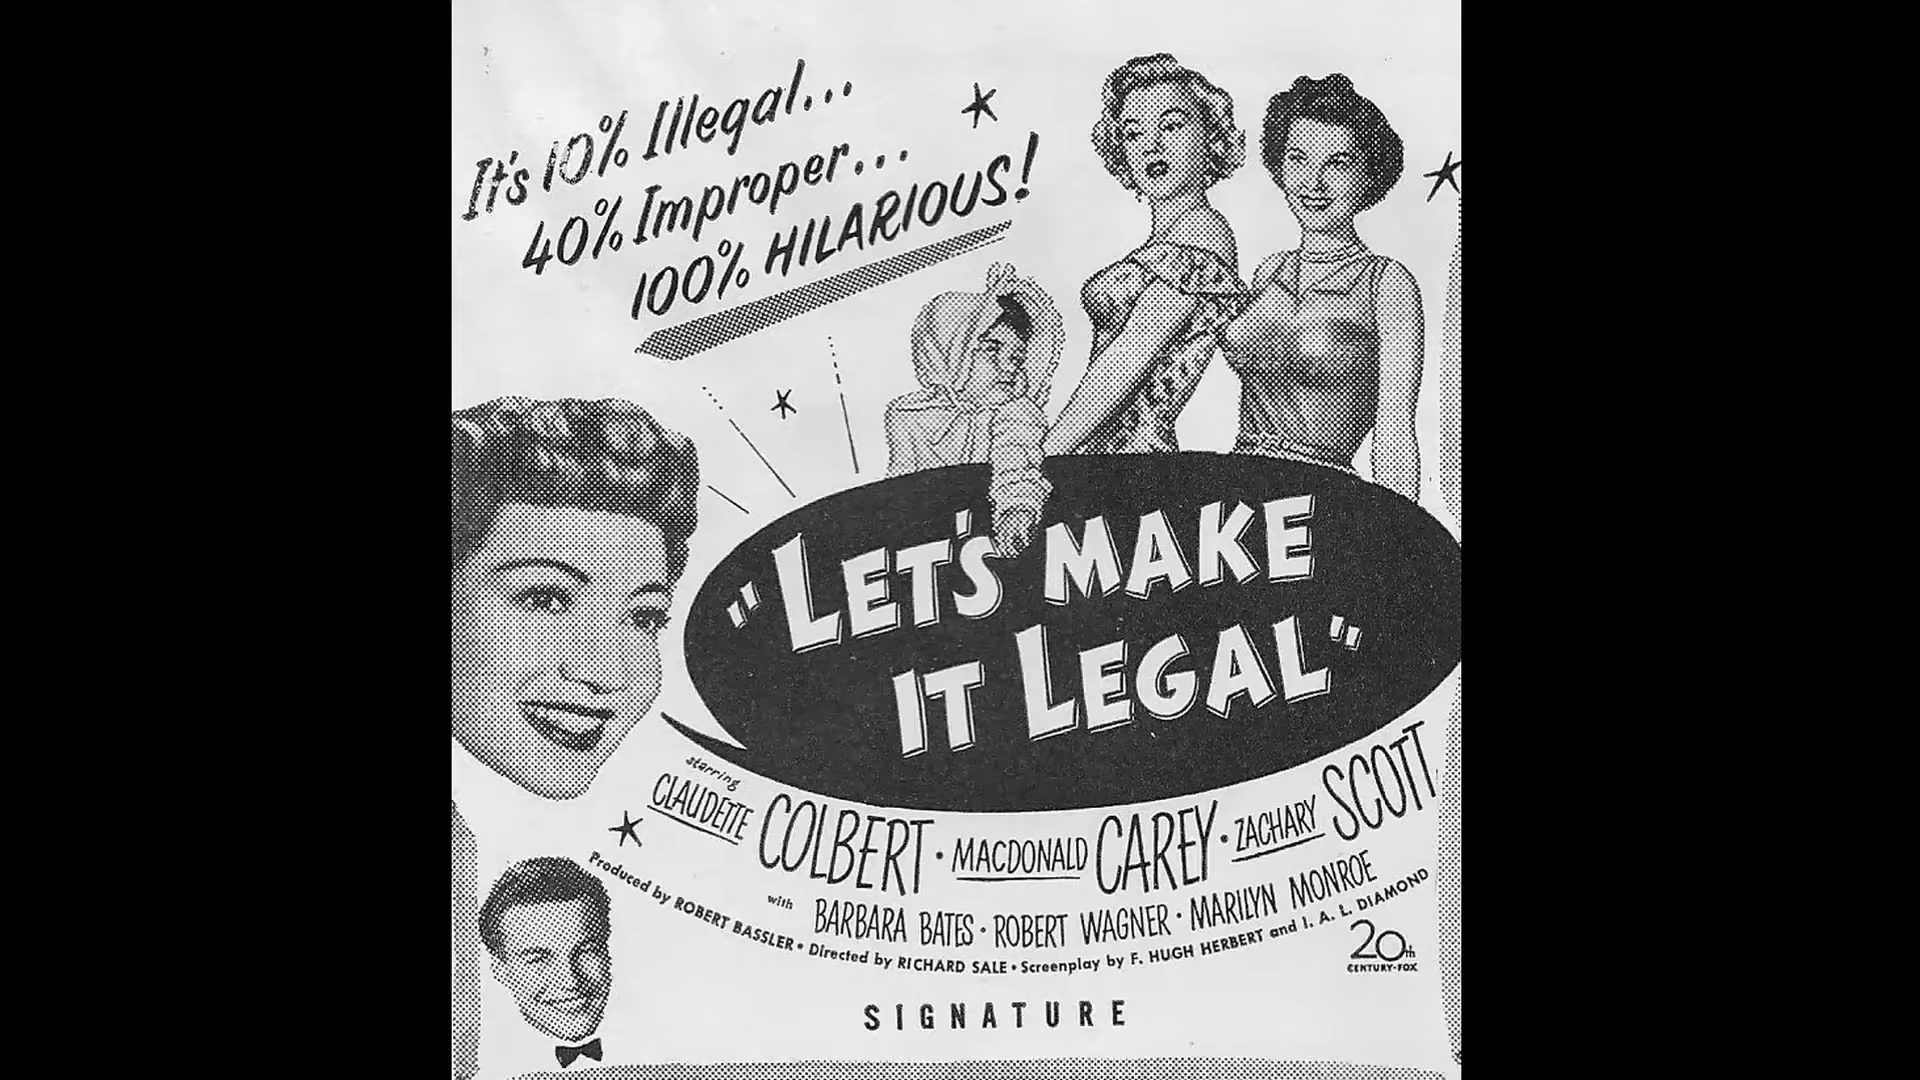 It's 10% Illegal...
40% Improper...
100% HILARIOUS!
"LET'S MAKE
IT LEGAL"
starring
CLAUDETTE COLBERT · MACDONALD CAREY · ZACHARY SCOTT
with BARBARA BATES · ROBERT WAGNER · MARILYN MONROE
Produced by ROBERT BASSLER • Directed by RICHARD SALE • Screenplay by F. HUGH HERBERT and I. A. L. DIAMOND
20th
CENTURY-FOX
SIGNATURE